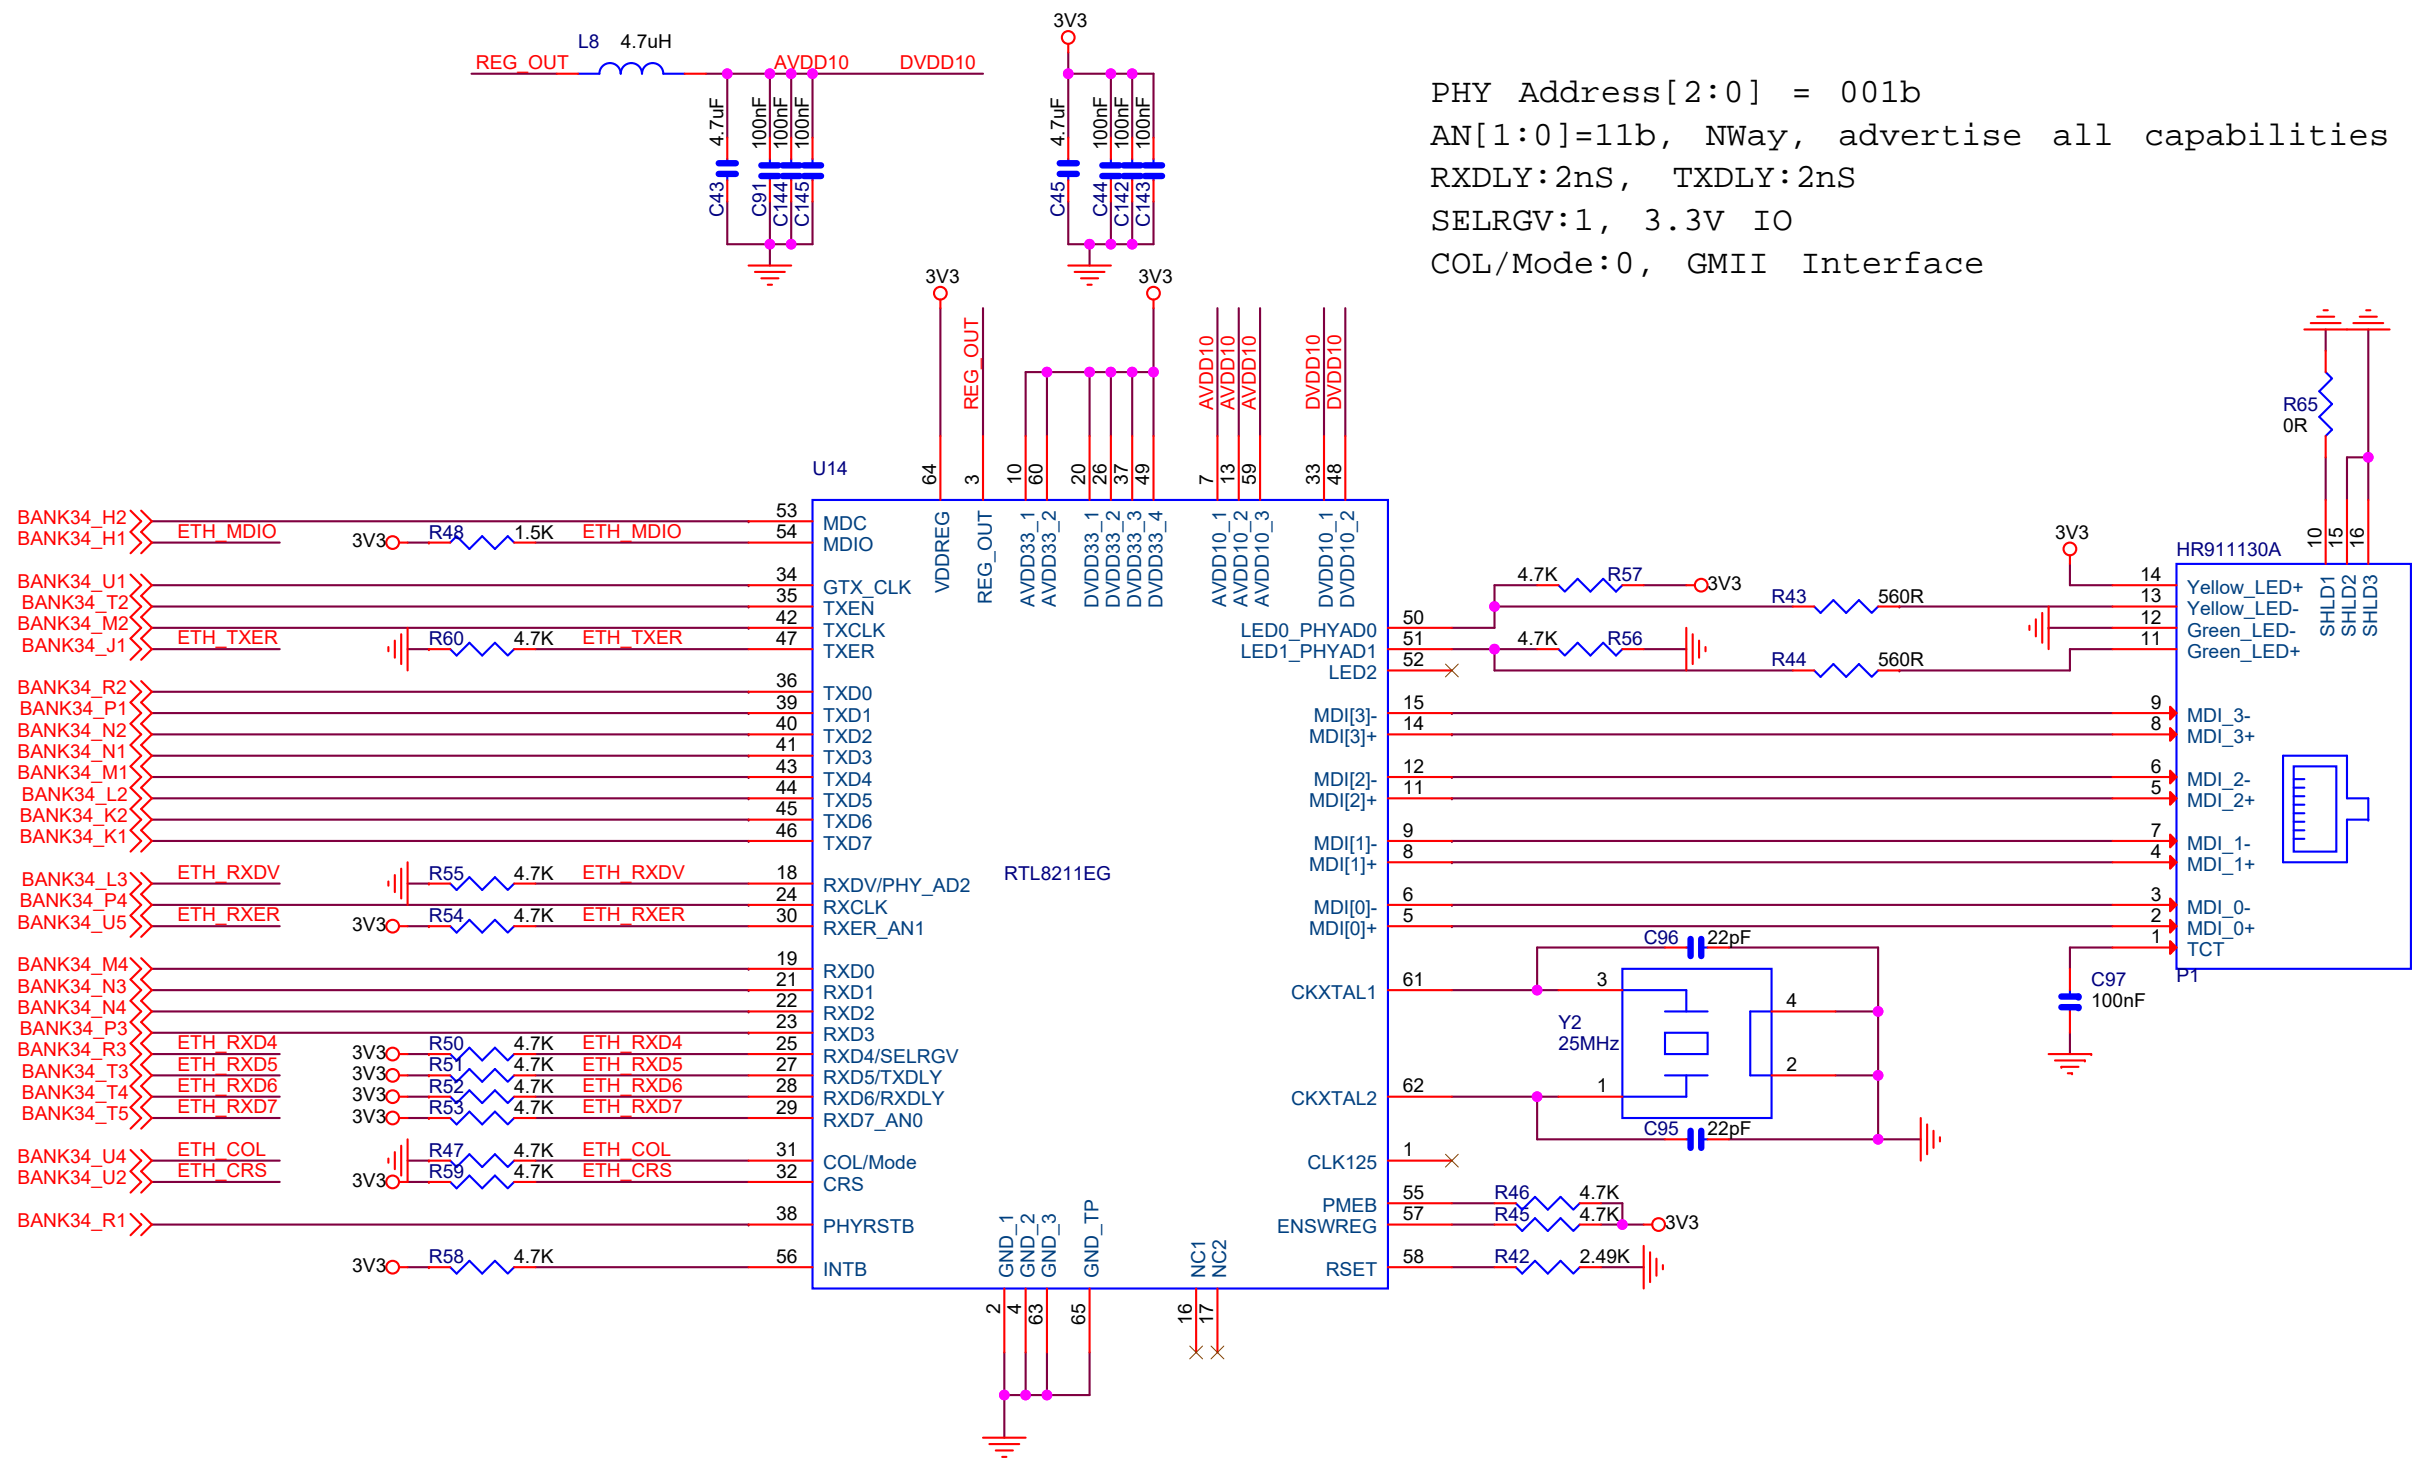 3V3
L8 4.7uH
REG_OUT AVDD10 DVDD10
4.7uF 100nF 100nF 100nF
C43 C91 C144 C145
4.7uF 100nF 100nF 100nF
C45 C44 C142 C143
PHY Address[2:0] = 001b
AN[1:0]=11b, NWay, advertise all capabilities
RXDLY:2nS, TXDLY:2nS
SELRGV:1, 3.3V IO
COL/Mode:0, GMII Interface
3V3 3V3
REG_OUT AVDD10 AVDD10 AVDD10 DVDD10 DVDD10
R65
0R
U14
64 3 10 60 20 26 37 49 7 13 59 33 48
VDDREG REG_OUT AVDD33_1 AVDD33_2 DVDD33_1 DVDD33_2 DVDD33_3 DVDD33_4 AVDD10_1 AVDD10_2 AVDD10_3 DVDD10_1 DVDD10_2
BANK34_H2 53 MDC
BANK34_H1 ETH_MDIO 3V3 R48 1.5K ETH_MDIO 54 MDIO
BANK34_U1 34 GTX_CLK
BANK34_T2 35 TXEN
BANK34_M2 42 TXCLK
BANK34_J1 ETH_TXER R60 4.7K ETH_TXER 47 TXER
BANK34_R2 36 TXD0
BANK34_P1 39 TXD1
BANK34_N2 40 TXD2
BANK34_N1 41 TXD3
BANK34_M1 43 TXD4
BANK34_L2 44 TXD5
BANK34_K2 45 TXD6
BANK34_K1 46 TXD7
BANK34_L3 ETH_RXDV R55 4.7K ETH_RXDV 18 RXDV/PHY_AD2
BANK34_P4 24 RXCLK
BANK34_U5 ETH_RXER 3V3 R54 4.7K ETH_RXER 30 RXER_AN1
BANK34_M4 19 RXD0
BANK34_N3 21 RXD1
BANK34_N4 22 RXD2
BANK34_P3 23 RXD3
BANK34_R3 ETH_RXD4 3V3 R50 4.7K ETH_RXD4 25 RXD4/SELRGV
BANK34_T3 ETH_RXD5 3V3 R51 4.7K ETH_RXD5 27 RXD5/TXDLY
BANK34_T4 ETH_RXD6 3V3 R52 4.7K ETH_RXD6 28 RXD6/RXDLY
BANK34_T5 ETH_RXD7 3V3 R53 4.7K ETH_RXD7 29 RXD7_AN0
BANK34_U4 ETH_COL R47 4.7K ETH_COL 31 COL/Mode
BANK34_U2 ETH_CRS 3V3 R59 4.7K ETH_CRS 32 CRS
BANK34_R1 38 PHYRSTB
3V3 R58 4.7K 56 INTB
RTL8211EG
GND_1 GND_2 GND_3 GND_TP NC1 NC2
2 4 63 65 16 17
4.7K R57 3V3
R43 560R
LED0_PHYAD0 50
LED1_PHYAD1 51 4.7K R56
LED2 52
R44 560R
MDI[3]- 15
MDI[3]+ 14
MDI[2]- 12
MDI[2]+ 11
MDI[1]- 9
MDI[1]+ 8
MDI[0]- 6
MDI[0]+ 5
C96 22pF
CKXTAL1 61 3 4
Y2
25MHz
2
CKXTAL2 62 1
C95 22pF
CLK125 1
PMEB 55 R46 4.7K
ENSWREG 57 R45 4.7K 3V3
RSET 58 R42 2.49K
3V3
HR911130A
10 15 16
SHLD1 SHLD2 SHLD3
14 Yellow_LED+
13 Yellow_LED-
12 Green_LED-
11 Green_LED+
9 MDI_3-
8 MDI_3+
6 MDI_2-
5 MDI_2+
7 MDI_1-
4 MDI_1+
3 MDI_0-
2 MDI_0+
1 TCT
P1
C97
100nF